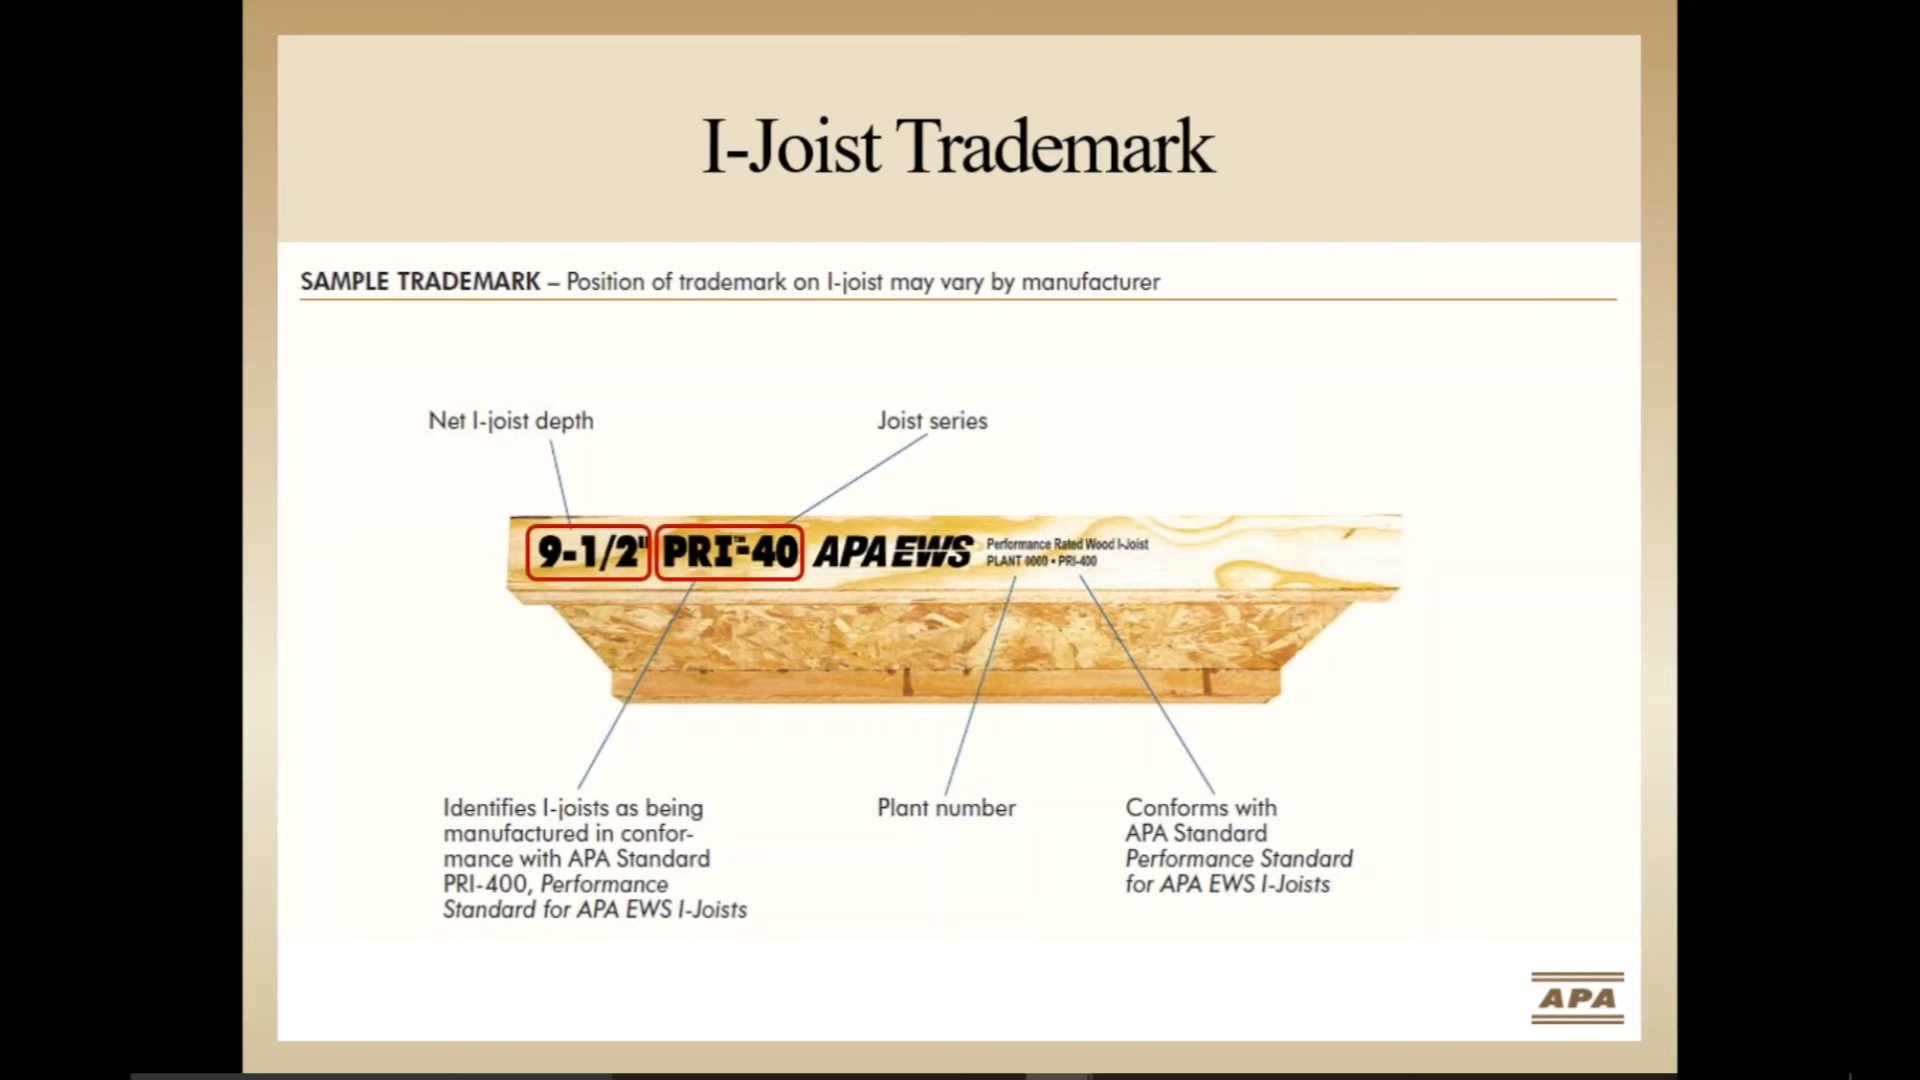 I-Joist Trademark
SAMPLE TRADEMARK – Position of trademark on I-joist may vary by manufacturer
Net I-joist depth
Joist series
9-1/2" PRI™-40 APA EWS Performance Rated Wood I-Joist
PLANT 0000 • PRI-400
Identifies I-joists as being
manufactured in confor-
mance with APA Standard
PRI-400, Performance
Standard for APA EWS I-Joists
Plant number
Conforms with
APA Standard
Performance Standard
for APA EWS I-Joists
APA